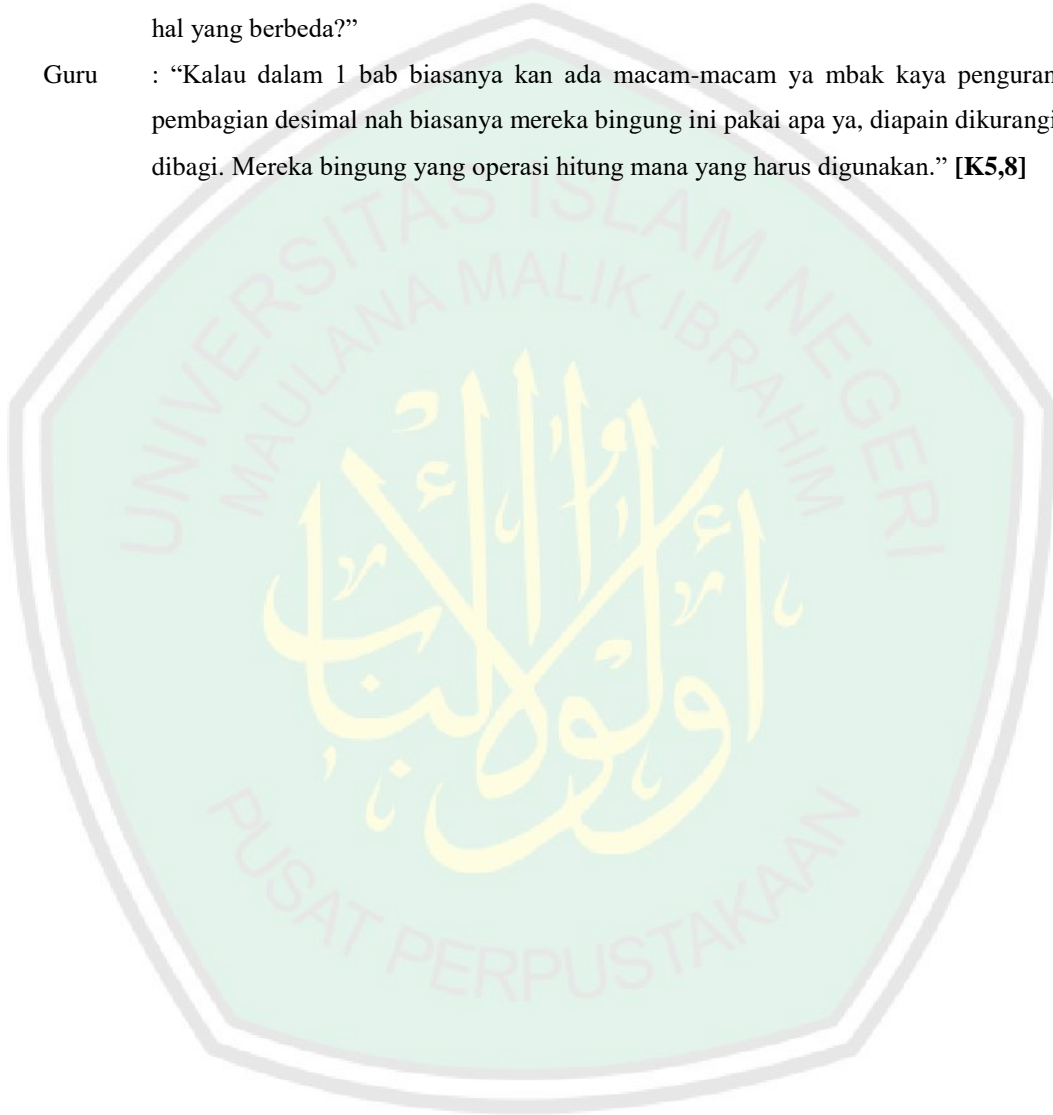 hal yang berbeda?”
Guru : “Kalau dalam 1 bab biasanya kan ada macam-macam ya mbak kaya penguran
pembagian desimal nah biasanya mereka bingung ini pakai apa ya, diapain dikurangi
dibagi. Mereka bingung yang operasi hitung mana yang harus digunakan.” [K5,8]
UNIVERSITAS ISLAM NEGERI
MAULANA MALIK IBRAHIM
PUSAT PERPUSTAKAAN